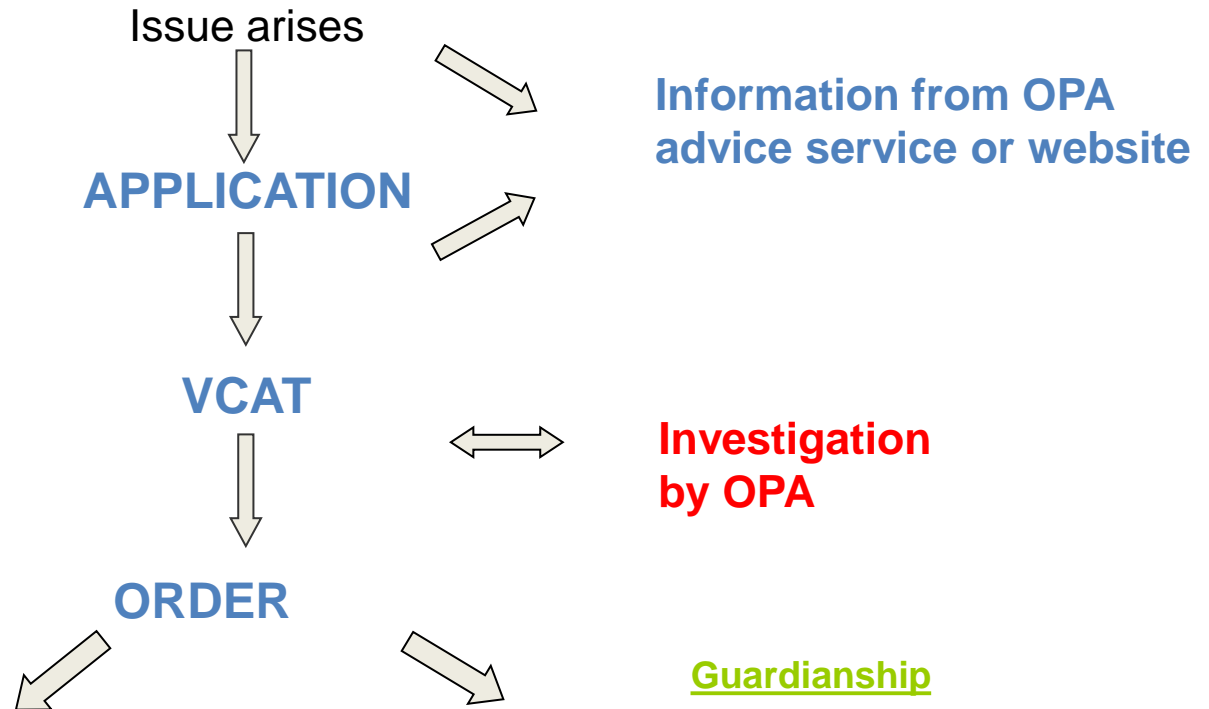 Issue arises
Information from OPA
advice service or website
APPLICATION
VCAT
Investigation
by OPA
ORDER
Guardianship